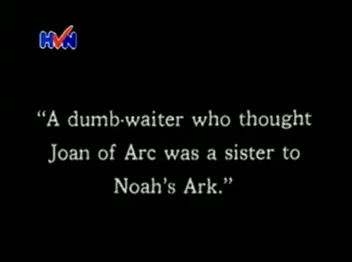 HVN
“A dumb-waiter who thought
Joan of Arc was a sister to
Noah's Ark.”